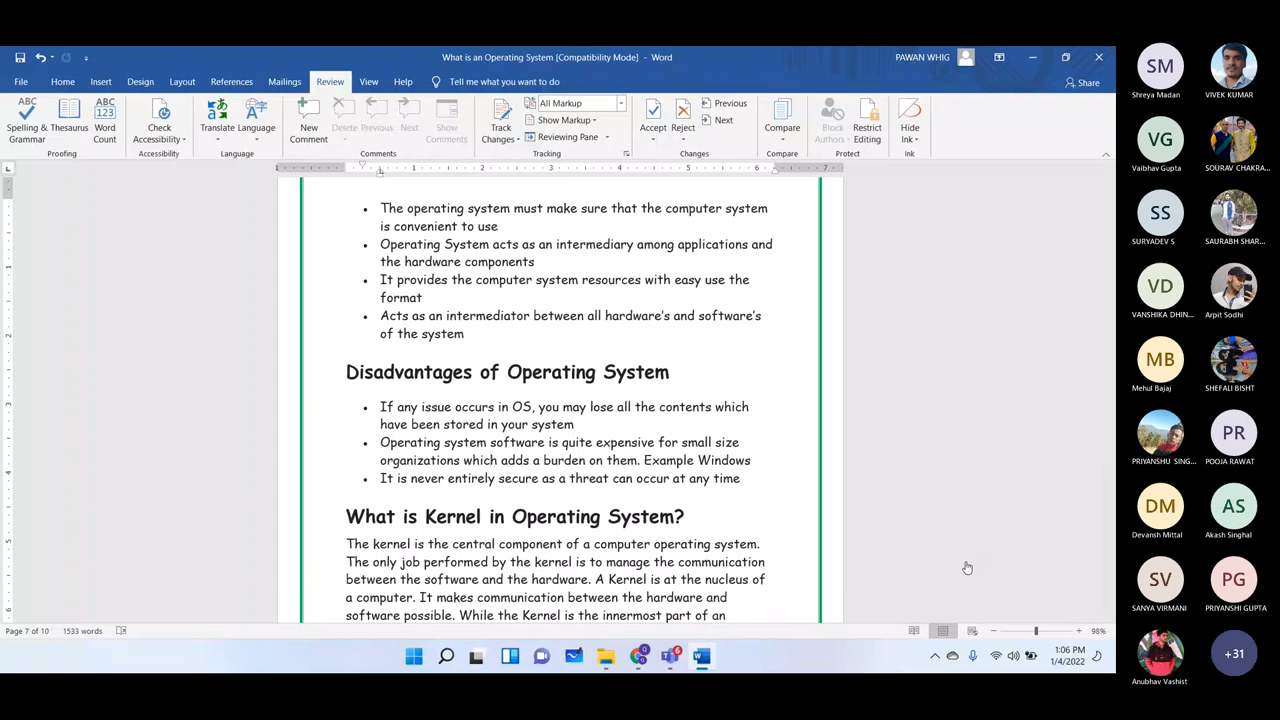 What is an Operating System [Compatibility Mode] - Word
PAWAN WHIG
File Home Insert Design Layout References Mailings Review View Help Tell me what you want to do
Share
Spelling & Grammar
Thesaurus
Word Count
Check Accessibility
Translate
Language
New Comment
Delete
Previous
Next
Show Comments
Track Changes
All Markup
Show Markup
Reviewing Pane
Accept
Reject
Previous
Next
Compare
Block Authors
Restrict Editing
Hide Ink
Proofing Accessibility Language Comments Tracking Changes Compare Protect Ink
• The operating system must make sure that the computer system
is convenient to use
• Operating System acts as an intermediary among applications and
the hardware components
• It provides the computer system resources with easy use the
format
• Acts as an intermediator between all hardware's and software's
of the system
Disadvantages of Operating System
• If any issue occurs in OS, you may lose all the contents which
have been stored in your system
• Operating system software is quite expensive for small size
organizations which adds a burden on them. Example Windows
• It is never entirely secure as a threat can occur at any time
What is Kernel in Operating System?
The kernel is the central component of a computer operating system.
The only job performed by the kernel is to manage the communication
between the software and the hardware. A Kernel is at the nucleus of
a computer. It makes communication between the hardware and
software possible. While the Kernel is the innermost part of an
Page 7 of 10 1533 words
98%
1:06 PM
1/4/2022
SM
Shreya Madan
VIVEK KUMAR
VG
Vaibhav Gupta
SOURAV CHAKRA...
SS
SURYADEV S
SAURABH SHAR...
VD
VANSHIKA DHIN...
Arpit Sodhi
MB
Mehul Bajaj
SHEFALI BISHT
PRIYANSHU SING...
PR
POOJA RAWAT
DM
Devansh Mittal
AS
Akash Singhal
SV
SANYA VIRMANI
PG
PRIYANSHI GUPTA
Anubhav Vashist
+31